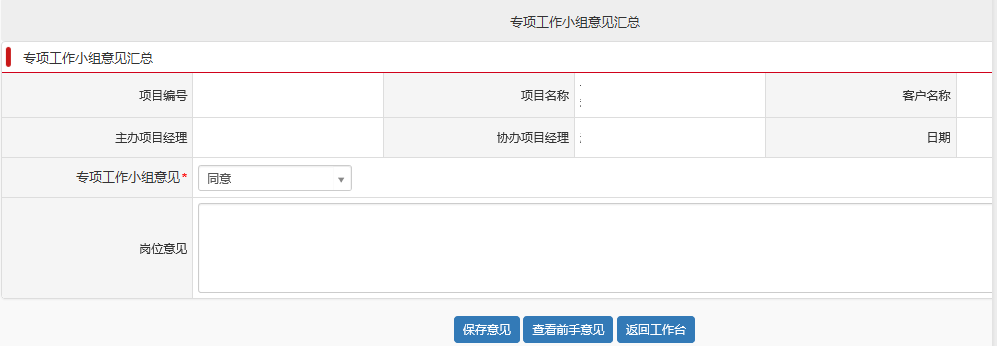 专项工作小组意见汇总
专项工作小组意见汇总
项目编号 项目名称 客户名称
主办项目经理 协办项目经理 日期
专项工作小组意见* 同意
岗位意见
保存意见 查看前手意见 返回工作台